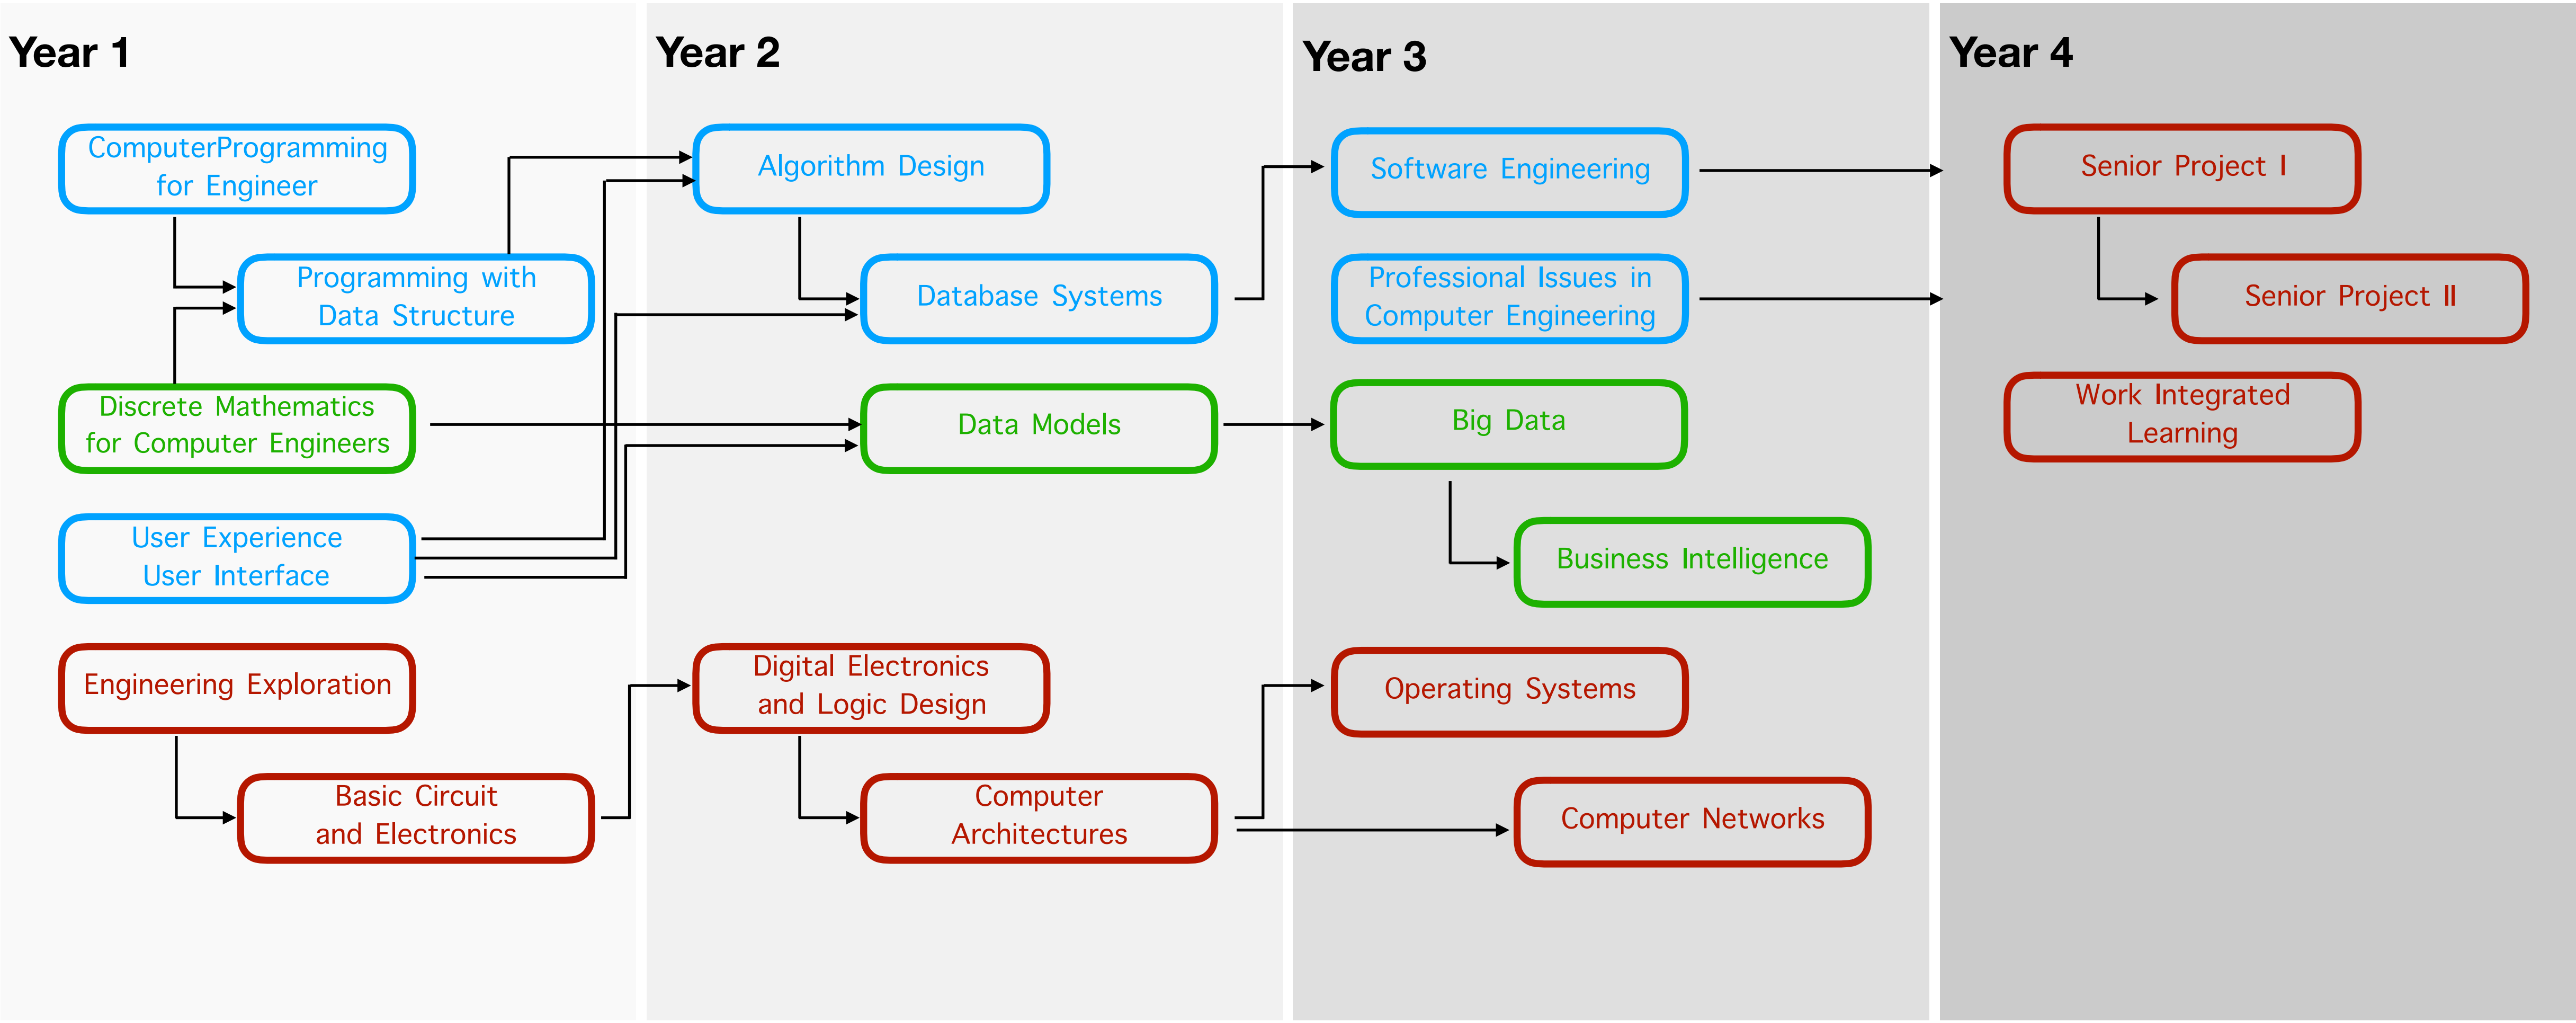 Year 1
ComputerProgramming
for Engineer
Programming with
Data Structure
Discrete Mathematics
for Computer Engineers
User Experience
User Interface
Engineering Exploration
Basic Circuit
and Electronics
Year 2
Algorithm Design
Database Systems
Data Models
Digital Electronics
and Logic Design
Computer
Architectures
Year 3
Software Engineering
Professional Issues in
Computer Engineering
Big Data
Business Intelligence
Operating Systems
Computer Networks
Year 4
Senior Project I
Senior Project II
Work Integrated
Learning